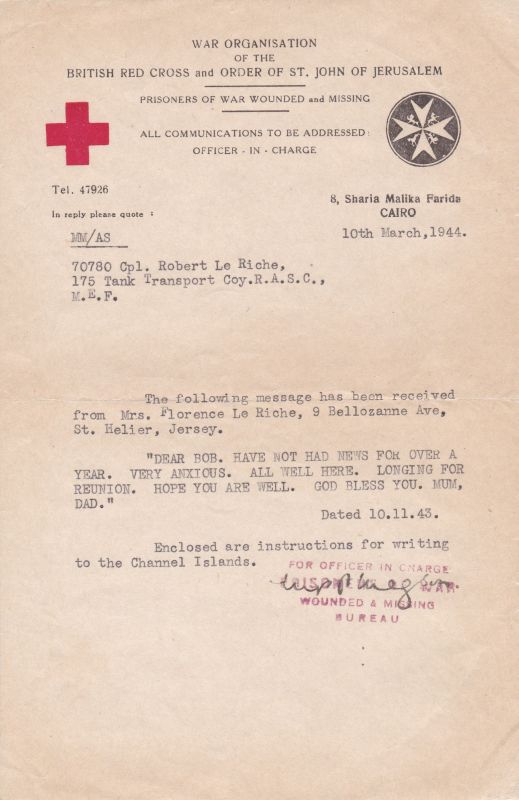 WAR ORGANISATION
OF THE
BRITISH RED CROSS and ORDER OF ST. JOHN OF JERUSALEM
PRISONERS OF WAR WOUNDED and MISSING
ALL COMMUNICATIONS TO BE ADDRESSED:
OFFICER - IN - CHARGE
Tel. 47926
8, Sharia Malika Farida
In reply please quote :
CAIRO
MM/AS
10th March, 1944.
70780 Cpl. Robert Le Riche,
175 Tank Transport Coy.R.A.S.C.,
M.E.F.
The following message has been received
from Mrs. Florence Le Riche, 9 Bellozanne Ave,
St. Helier, Jersey.
"DEAR BOB. HAVE NOT HAD NEWS FOR OVER A
YEAR. VERY ANXIOUS. ALL WELL HERE. LONGING FOR
REUNION. HOPE YOU ARE WELL. GOD BLESS YOU. MUM,
DAD."
Dated 10.11.43.
Enclosed are instructions for writing
to the Channel Islands.
FOR OFFICER IN CHARGE
WAR
WOUNDED & MISSING
BUREAU